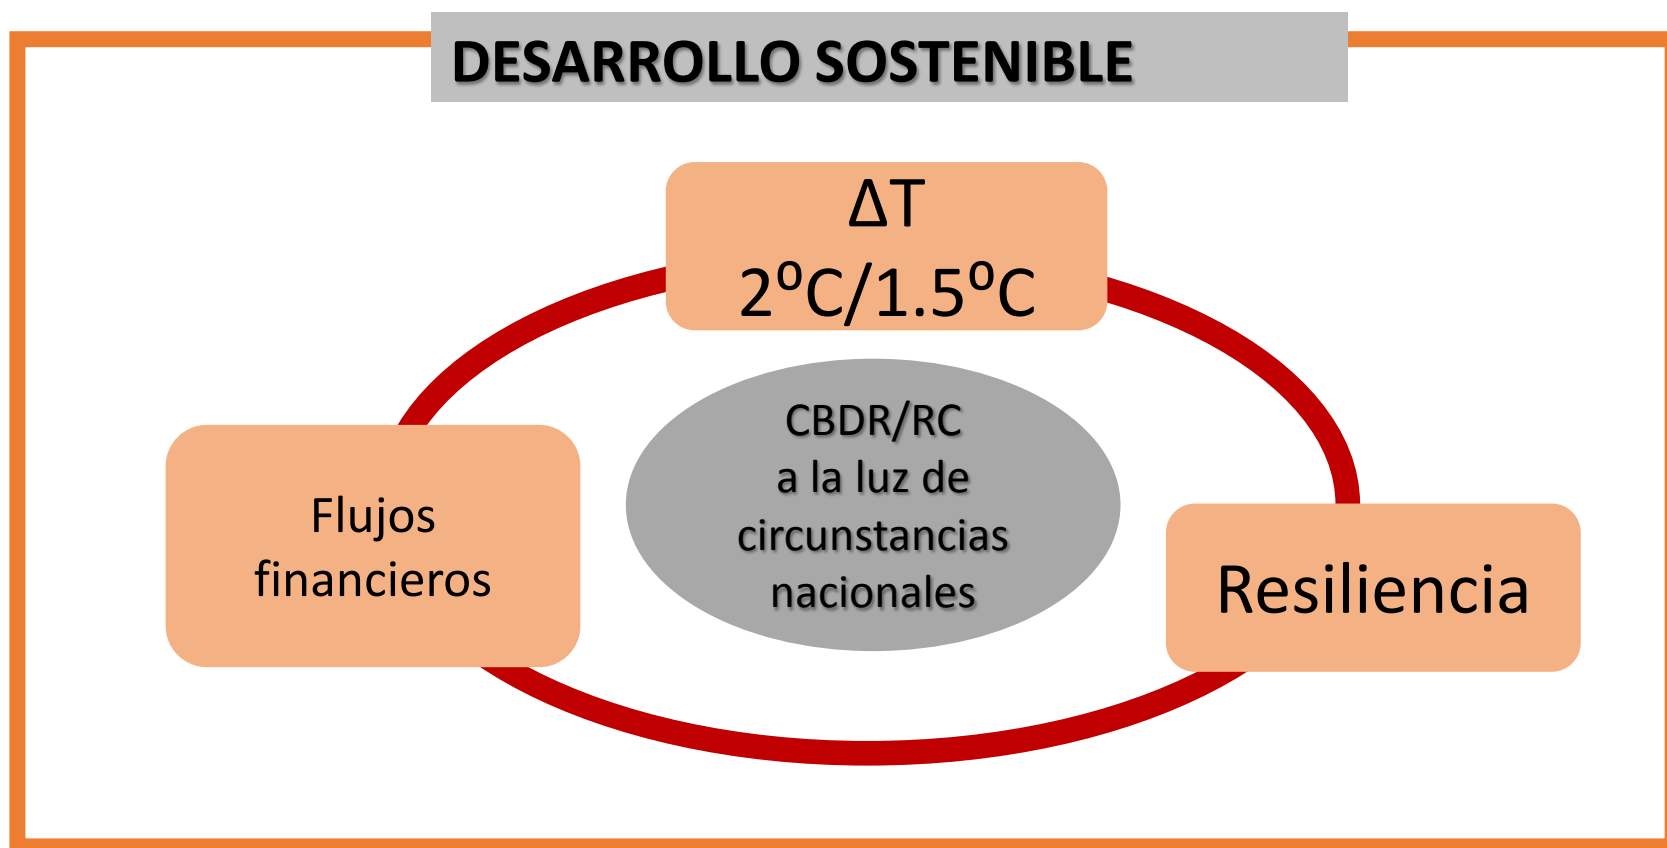 DESARROLLO SOSTENIBLE
ΔT
2ºC/1.5ºC
CBDR/RC
a la luz de
circunstancias
nacionales
Flujos
financieros
Resiliencia